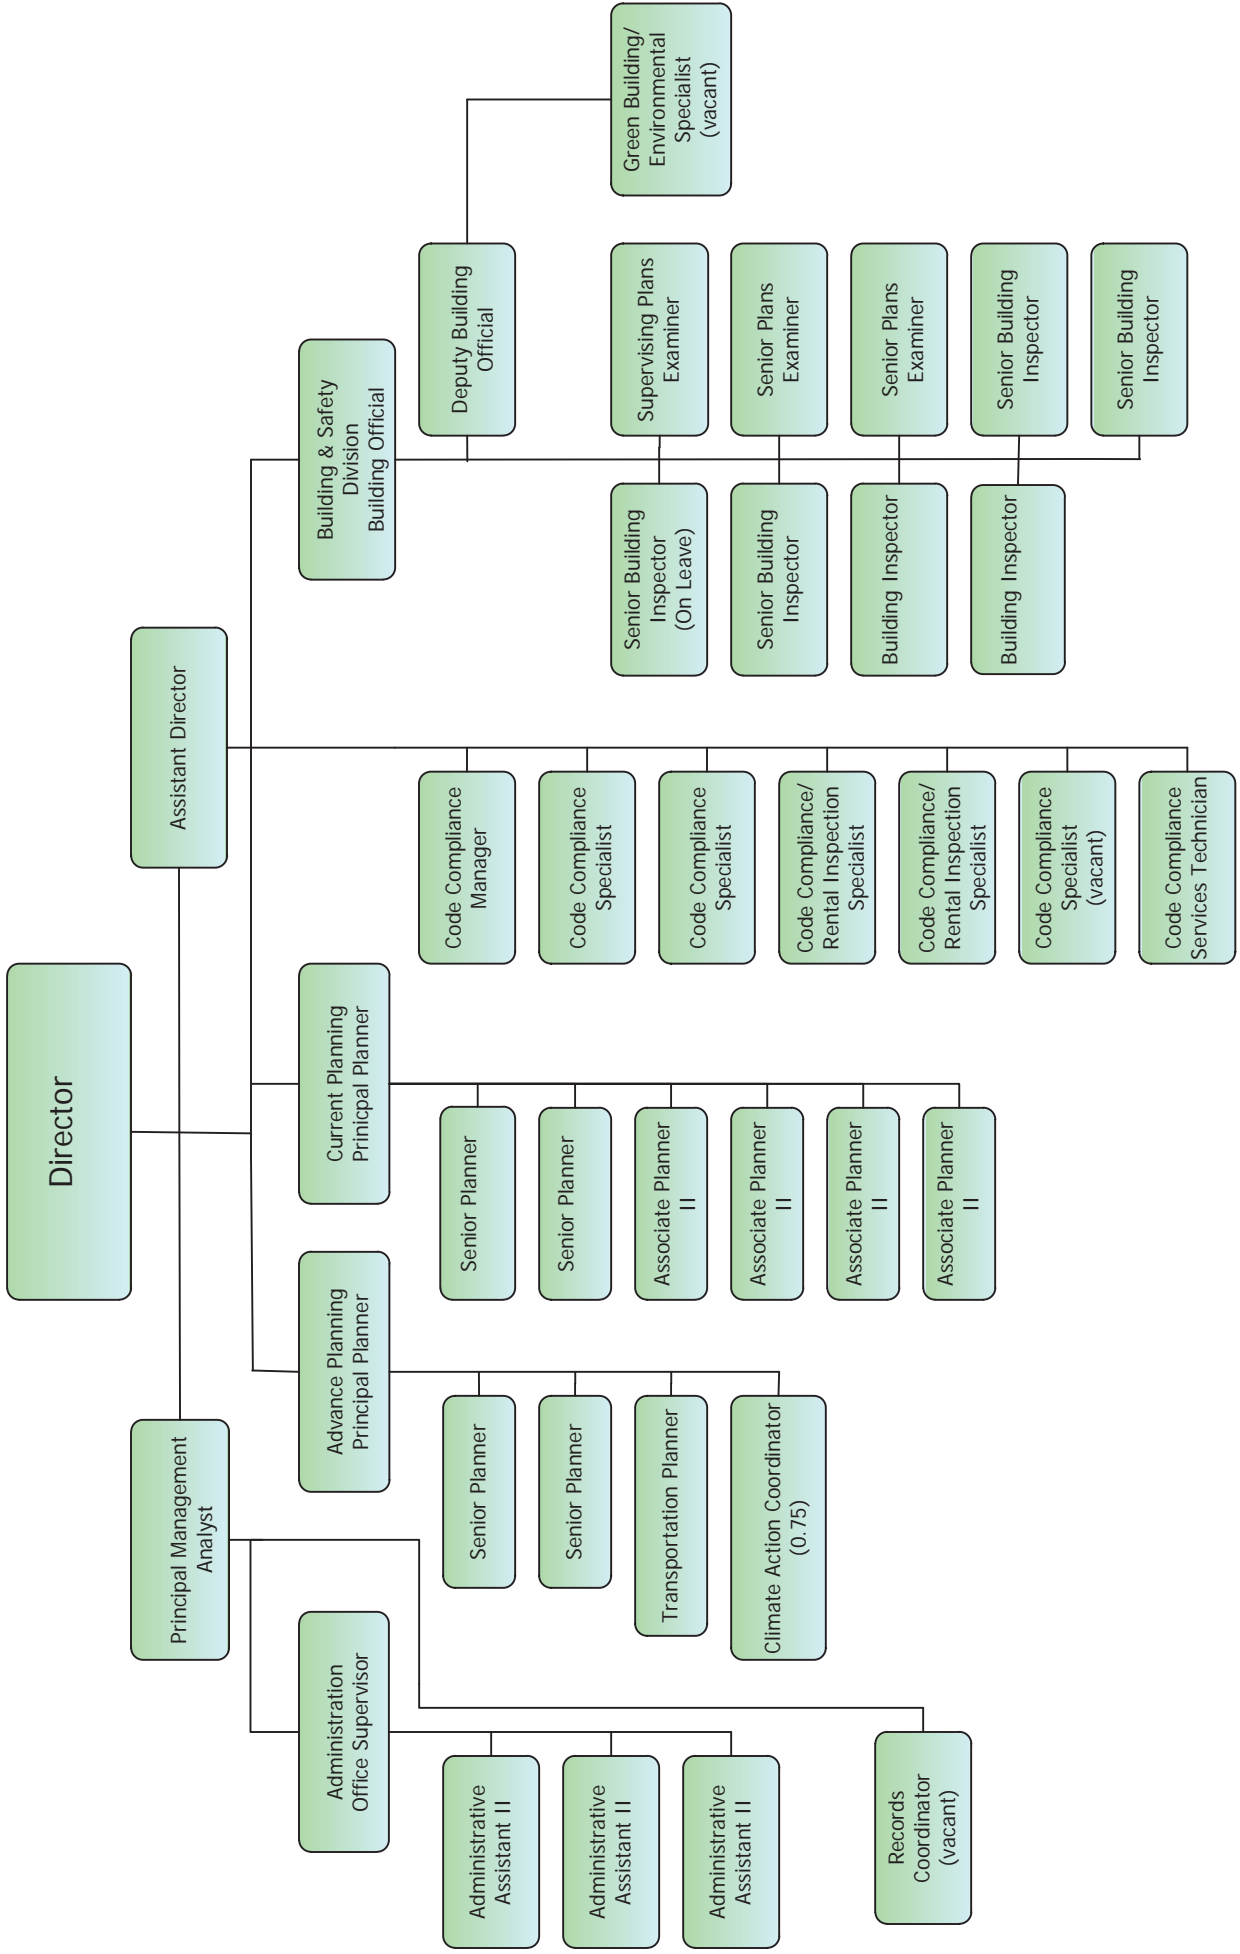 Director
Principal Management
Analyst
Assistant Director
Administration
Office Supervisor
Advance Planning
Principal Planner
Current Planning
Prinicpal Planner
Building & Safety
Division
Building Official
Administrative
Assistant II
Administrative
Assistant II
Administrative
Assistant II
Records
Coordinator
(vacant)
Senior Planner
Senior Planner
Transportation Planner
Climate Action Coordinator
(0.75)
Senior Planner
Senior Planner
Associate Planner
II
Associate Planner
II
Associate Planner
II
Associate Planner
II
Code Compliance
Manager
Code Compliance
Specialist
Code Compliance
Specialist
Code Compliance/
Rental Inspection
Specialist
Code Compliance/
Rental Inspection
Specialist
Code Compliance
Specialist
(vacant)
Code Compliance
Services Technician
Deputy Building
Official
Green Building/
Environmental
Specialist
(vacant)
Senior Building
Inspector
(On Leave)
Supervising Plans
Examiner
Senior Building
Inspector
Senior Plans
Examiner
Building Inspector
Senior Plans
Examiner
Building Inspector
Senior Building
Inspector
Senior Building
Inspector